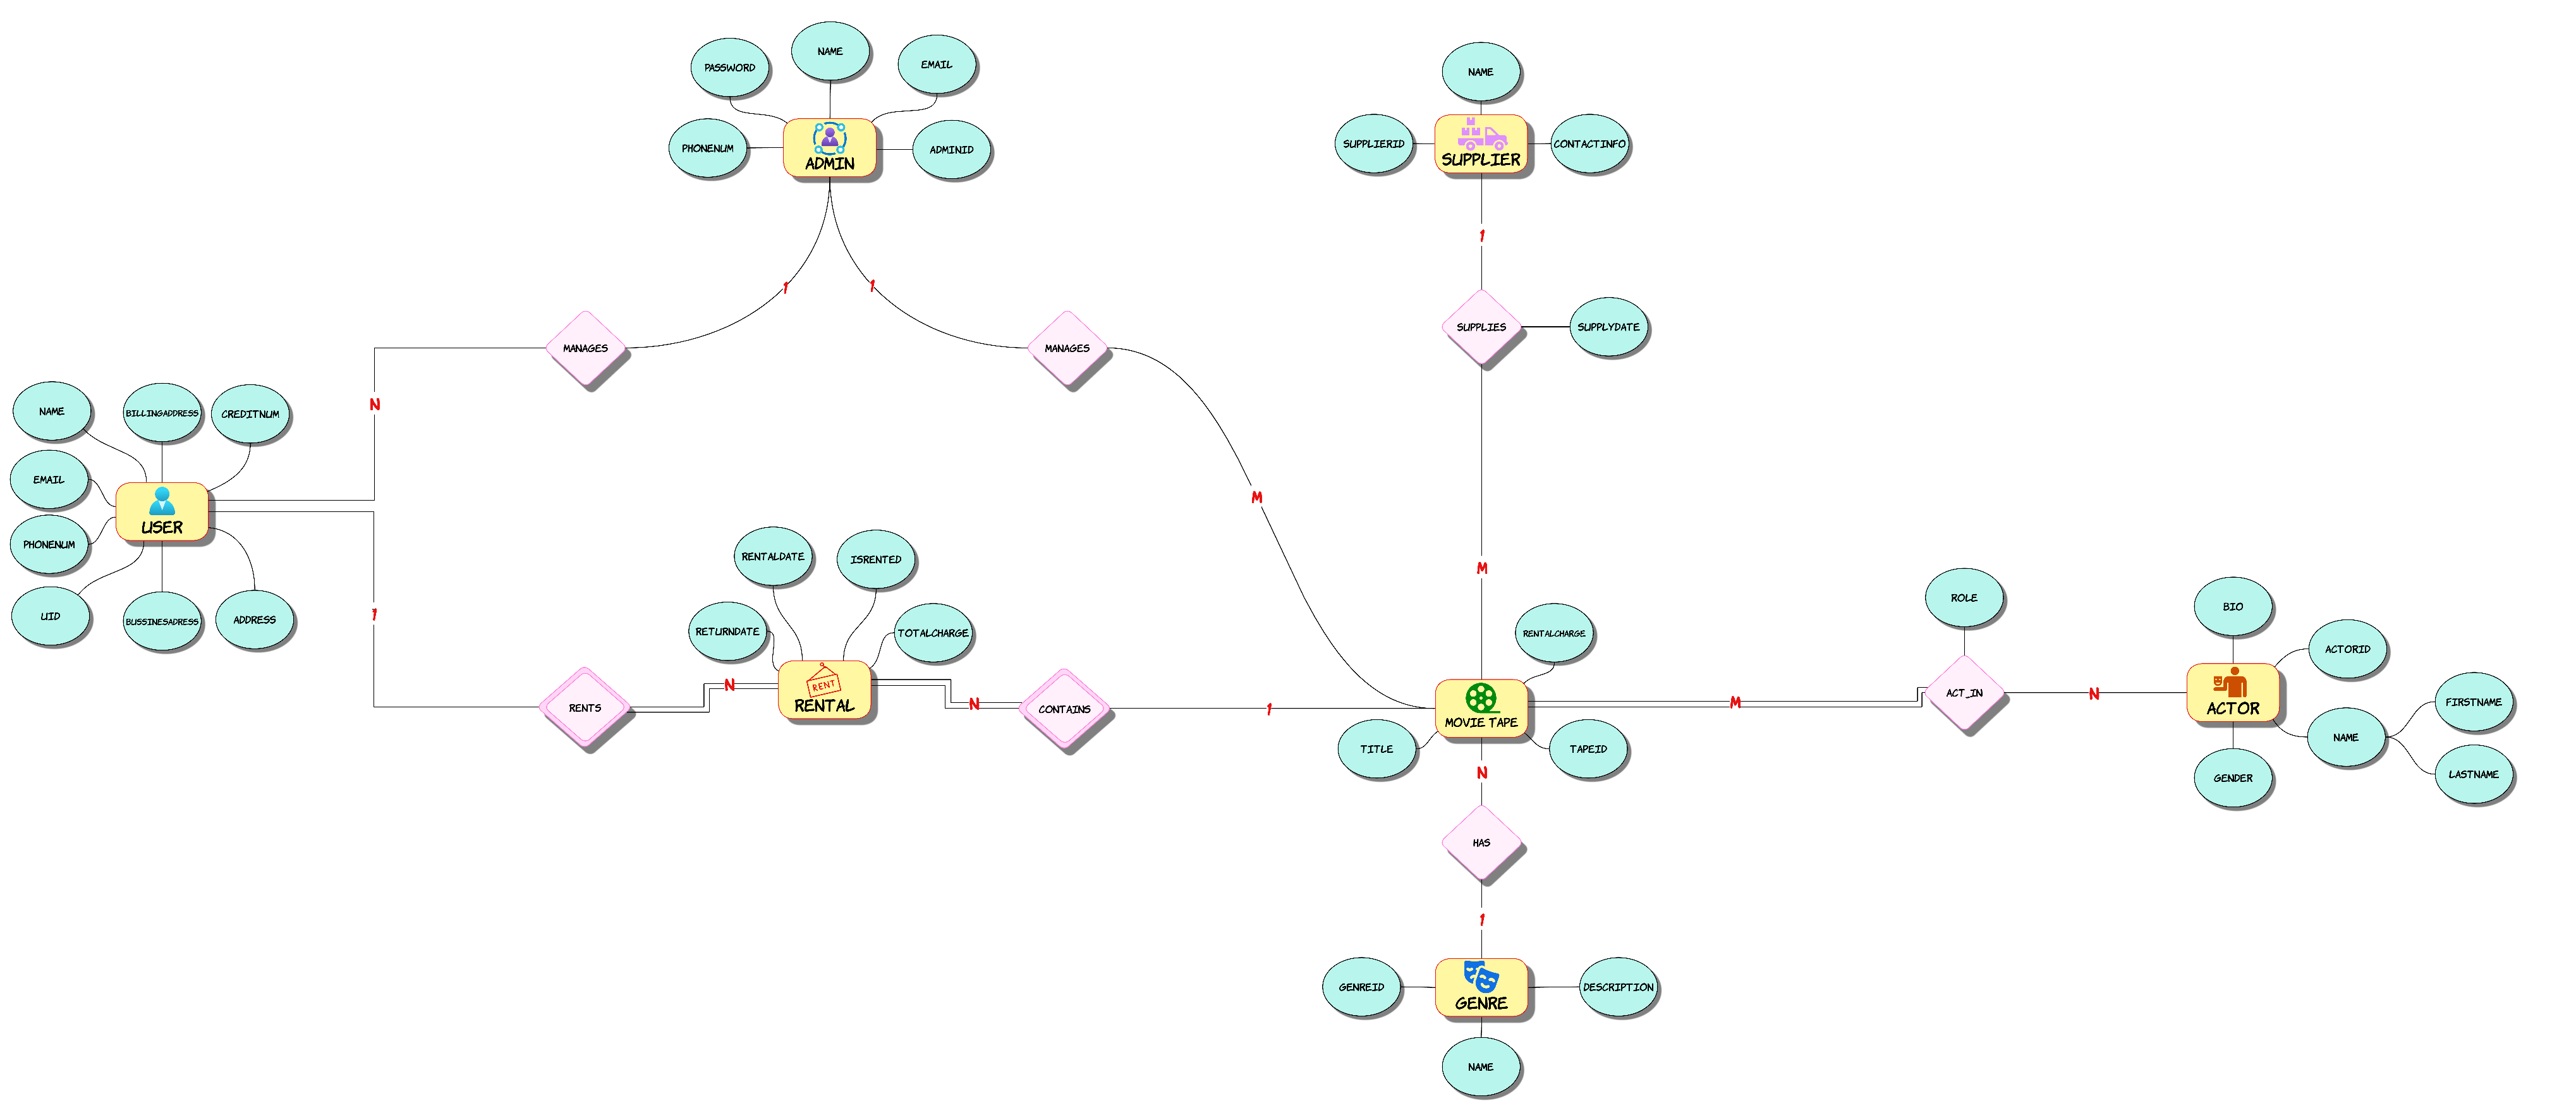 PASSWORD
NAME
EMAIL
PHONENUM
ADMIN
ADMINID
NAME
SUPPLIERID
SUPPLIER
CONTACTINFO
1
1
1
MANAGES
MANAGES
SUPPLIES
SUPPLYDATE
N
M
M
NAME
BILLINGADDRESS
CREDITNUM
EMAIL
USER
PHONENUM
UID
BUSSINESADRESS
ADDRESS
1
RENTS
N
RENTALDATE
ISRENTED
RETURNDATE
TOTALCHARGE
RENT
RENTAL
N
CONTAINS
1
RENTALCHARGE
MOVIE TAPE
TITLE
TAPEID
M
ROLE
ACT_IN
N
BIO
ACTORID
ACTOR
NAME
FIRSTNAME
LASTNAME
GENDER
N
HAS
1
GENREID
GENRE
DESCRIPTION
NAME